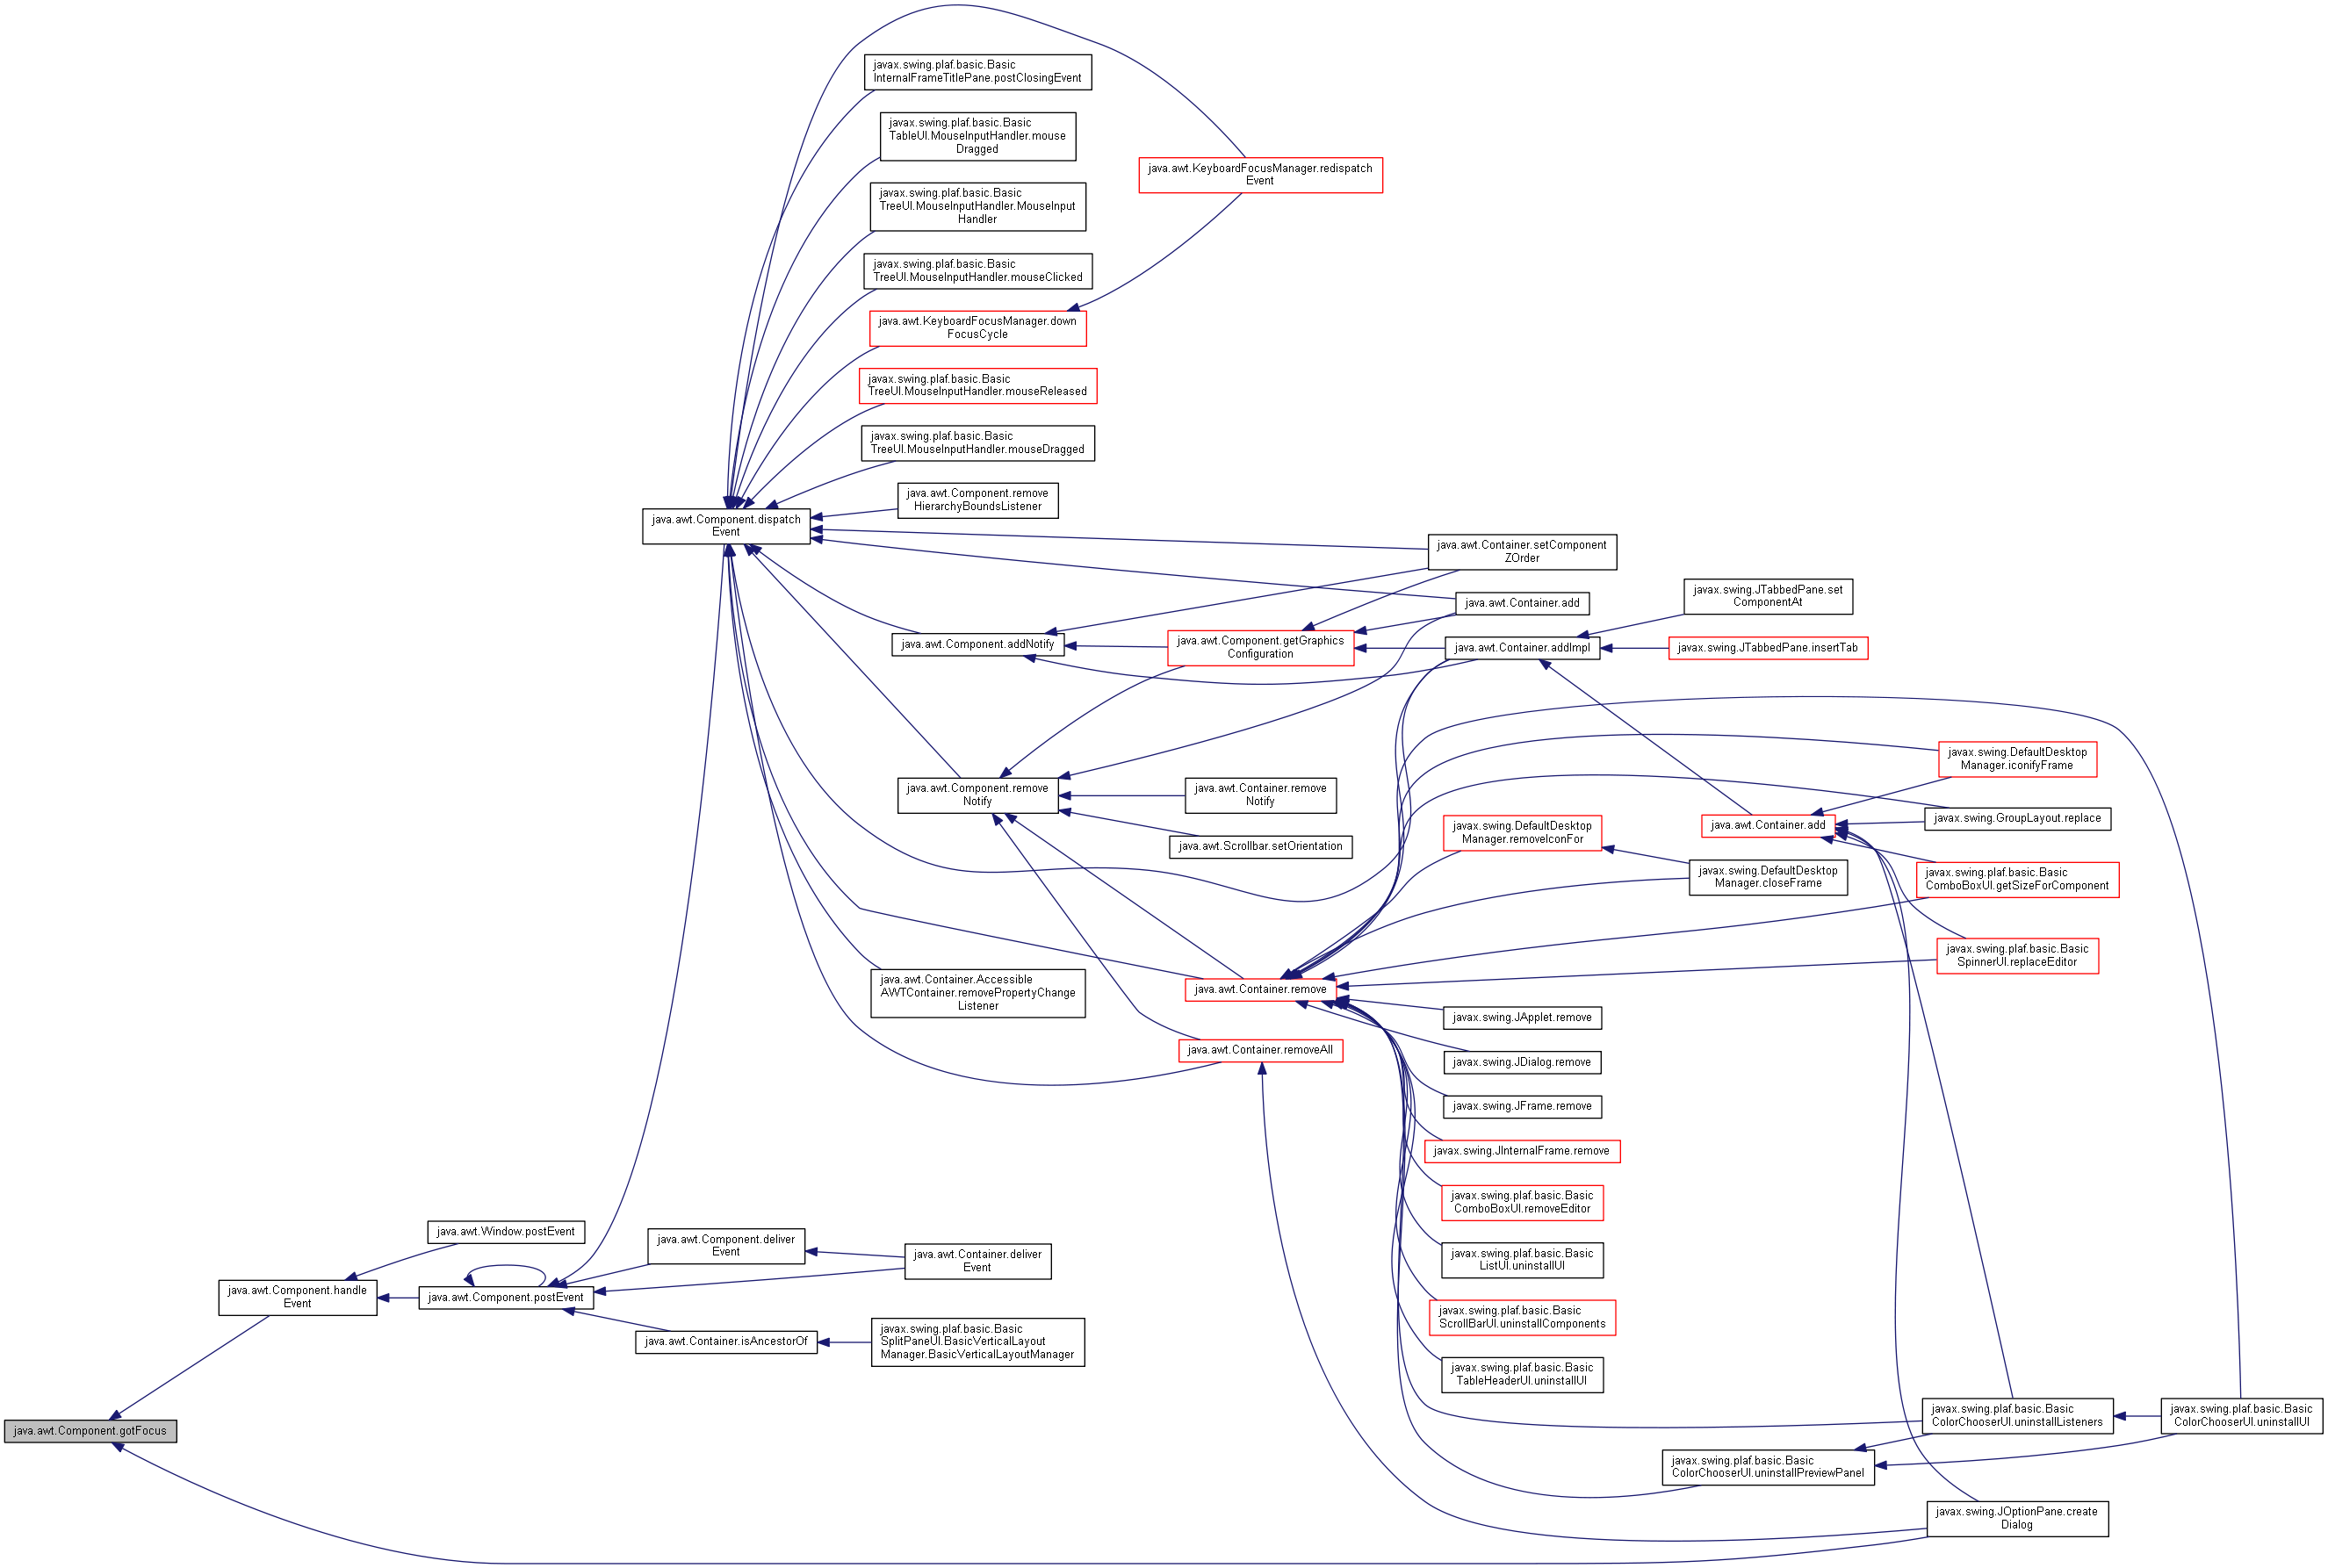 javax.swing.plaf.basic.Basic
InternalFrameTitlePane.postClosingEvent
javax.swing.plaf.basic.Basic
TableUI.MouseInputHandler.mouse
Dragged
java.awt.KeyboardFocusManager.redispatch
Event
javax.swing.plaf.basic.Basic
TreeUI.MouseInputHandler.MouseInput
Handler
javax.swing.plaf.basic.Basic
TreeUI.MouseInputHandler.mouseClicked
java.awt.KeyboardFocusManager.down
FocusCycle
javax.swing.plaf.basic.Basic
TreeUI.MouseInputHandler.mouseReleased
javax.swing.plaf.basic.Basic
TreeUI.MouseInputHandler.mouseDragged
java.awt.Component.remove
HierarchyBoundsListener
java.awt.Component.dispatch
Event
java.awt.Container.setComponent
ZOrder
javax.swing.JTabbedPane.set
ComponentAt
java.awt.Container.add
java.awt.Component.addNotify
java.awt.Component.getGraphics
Configuration
java.awt.Container.addImpl
javax.swing.JTabbedPane.insertTab
javax.swing.DefaultDesktop
Manager.iconifyFrame
java.awt.Component.remove
Notify
java.awt.Container.remove
Notify
javax.swing.GroupLayout.replace
java.awt.Container.add
javax.swing.DefaultDesktop
Manager.removeIconFor
java.awt.Scrollbar.setOrientation
javax.swing.DefaultDesktop
Manager.closeFrame
javax.swing.plaf.basic.Basic
ComboBoxUI.getSizeForComponent
javax.swing.plaf.basic.Basic
SpinnerUI.replaceEditor
java.awt.Container.Accessible
AWTContainer.removePropertyChange
Listener
java.awt.Container.remove
javax.swing.JApplet.remove
java.awt.Container.removeAll
javax.swing.JDialog.remove
javax.swing.JFrame.remove
javax.swing.JInternalFrame.remove
javax.swing.plaf.basic.Basic
ComboBoxUI.removeEditor
java.awt.Window.postEvent
java.awt.Component.deliver
Event
java.awt.Container.deliver
Event
javax.swing.plaf.basic.Basic
ListUI.uninstallUI
java.awt.Component.handle
Event
java.awt.Component.postEvent
javax.swing.plaf.basic.Basic
ScrollBarUI.uninstallComponents
java.awt.Container.isAncestorOf
javax.swing.plaf.basic.Basic
SplitPaneUI.BasicVerticalLayout
Manager.BasicVerticalLayoutManager
javax.swing.plaf.basic.Basic
TableHeaderUI.uninstallUI
java.awt.Component.gotFocus
javax.swing.plaf.basic.Basic
ColorChooserUI.uninstallListeners
javax.swing.plaf.basic.Basic
ColorChooserUI.uninstallUI
javax.swing.plaf.basic.Basic
ColorChooserUI.uninstallPreviewPanel
javax.swing.JOptionPane.create
Dialog